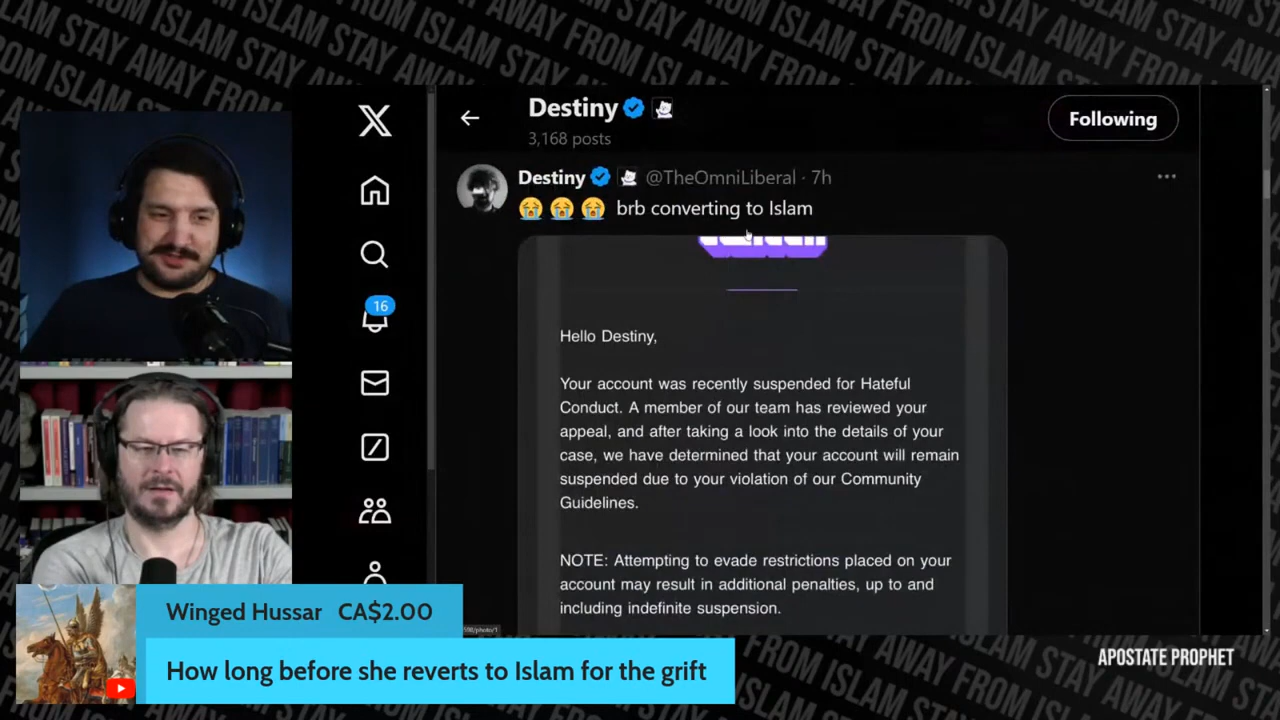 STAY AWAY FROM ISLAM
Destiny
3,168 posts
Following
Destiny @TheOmniLiberal · 7h
😭 😭 😭 brb converting to Islam
Hello Destiny,
Your account was recently suspended for Hateful
Conduct. A member of our team has reviewed your
appeal, and after taking a look into the details of your
case, we have determined that your account will remain
suspended due to your violation of our Community
Guidelines.
NOTE: Attempting to evade restrictions placed on your
account may result in additional penalties, up to and
including indefinite suspension.
16
Winged Hussar CA$2.00
How long before she reverts to Islam for the grift
APOSTATE PROPHET